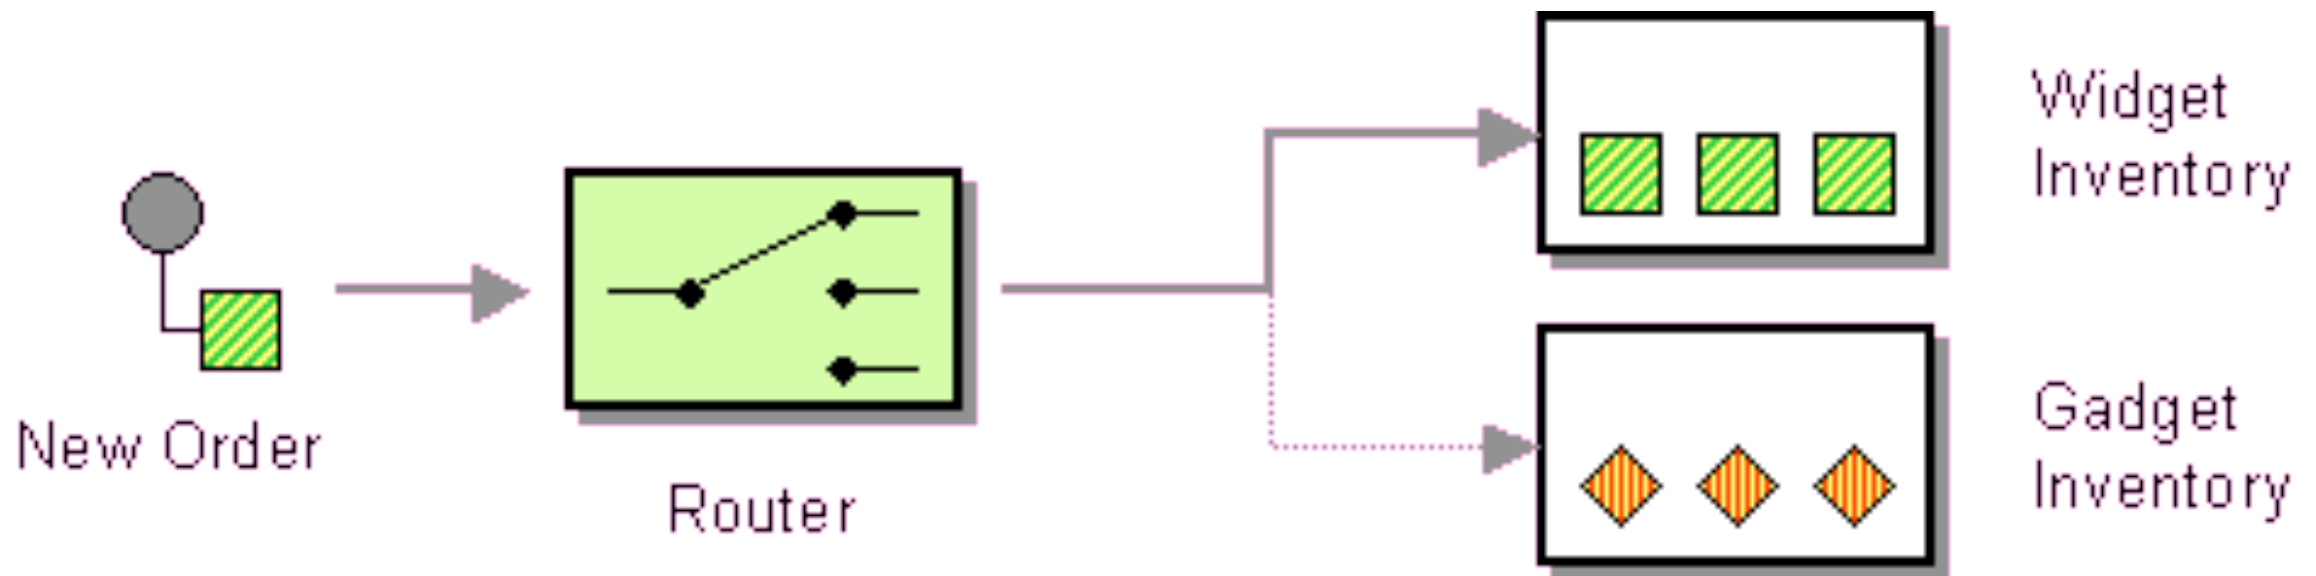 New Order
Router
Widget
Inventory
Gadget
Inventory